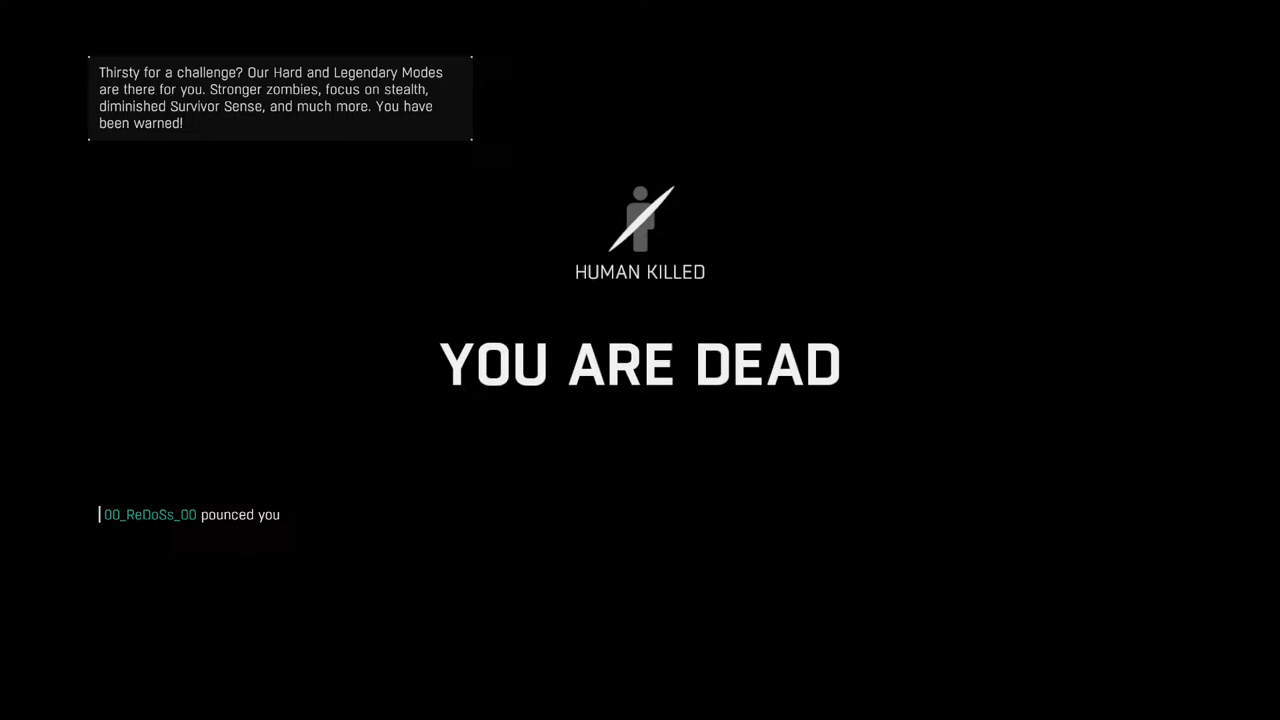 Thirsty for a challenge? Our Hard and Legendary Modes
are there for you. Stronger zombies, focus on stealth,
diminished Survivor Sense, and much more. You have
been warned!
HUMAN KILLED
YOU ARE DEAD
00_ReDoSs_00 pounced you